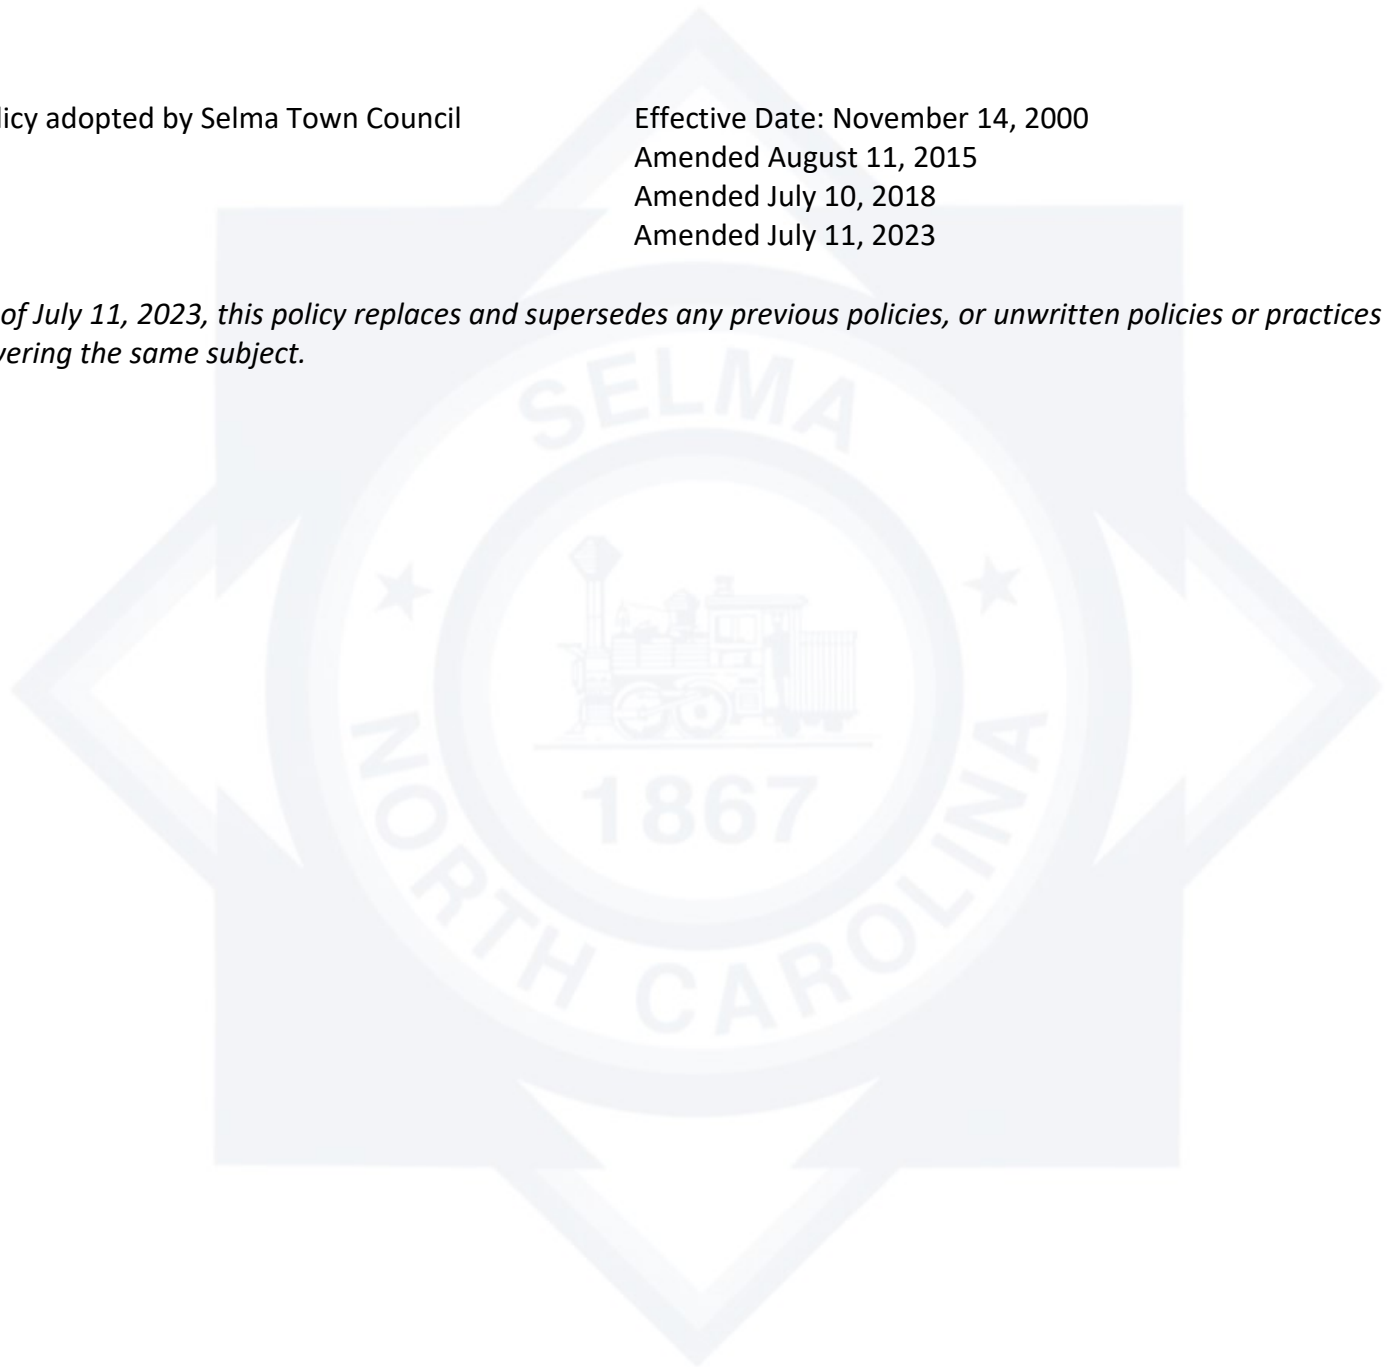 licy adopted by Selma Town Council
Effective Date: November 14, 2000
Amended August 11, 2015
Amended July 10, 2018
Amended July 11, 2023
of July 11, 2023, this policy replaces and supersedes any previous policies, or unwritten policies or practices
vering the same subject.
SELMA
1867
NORTH CAROLINA